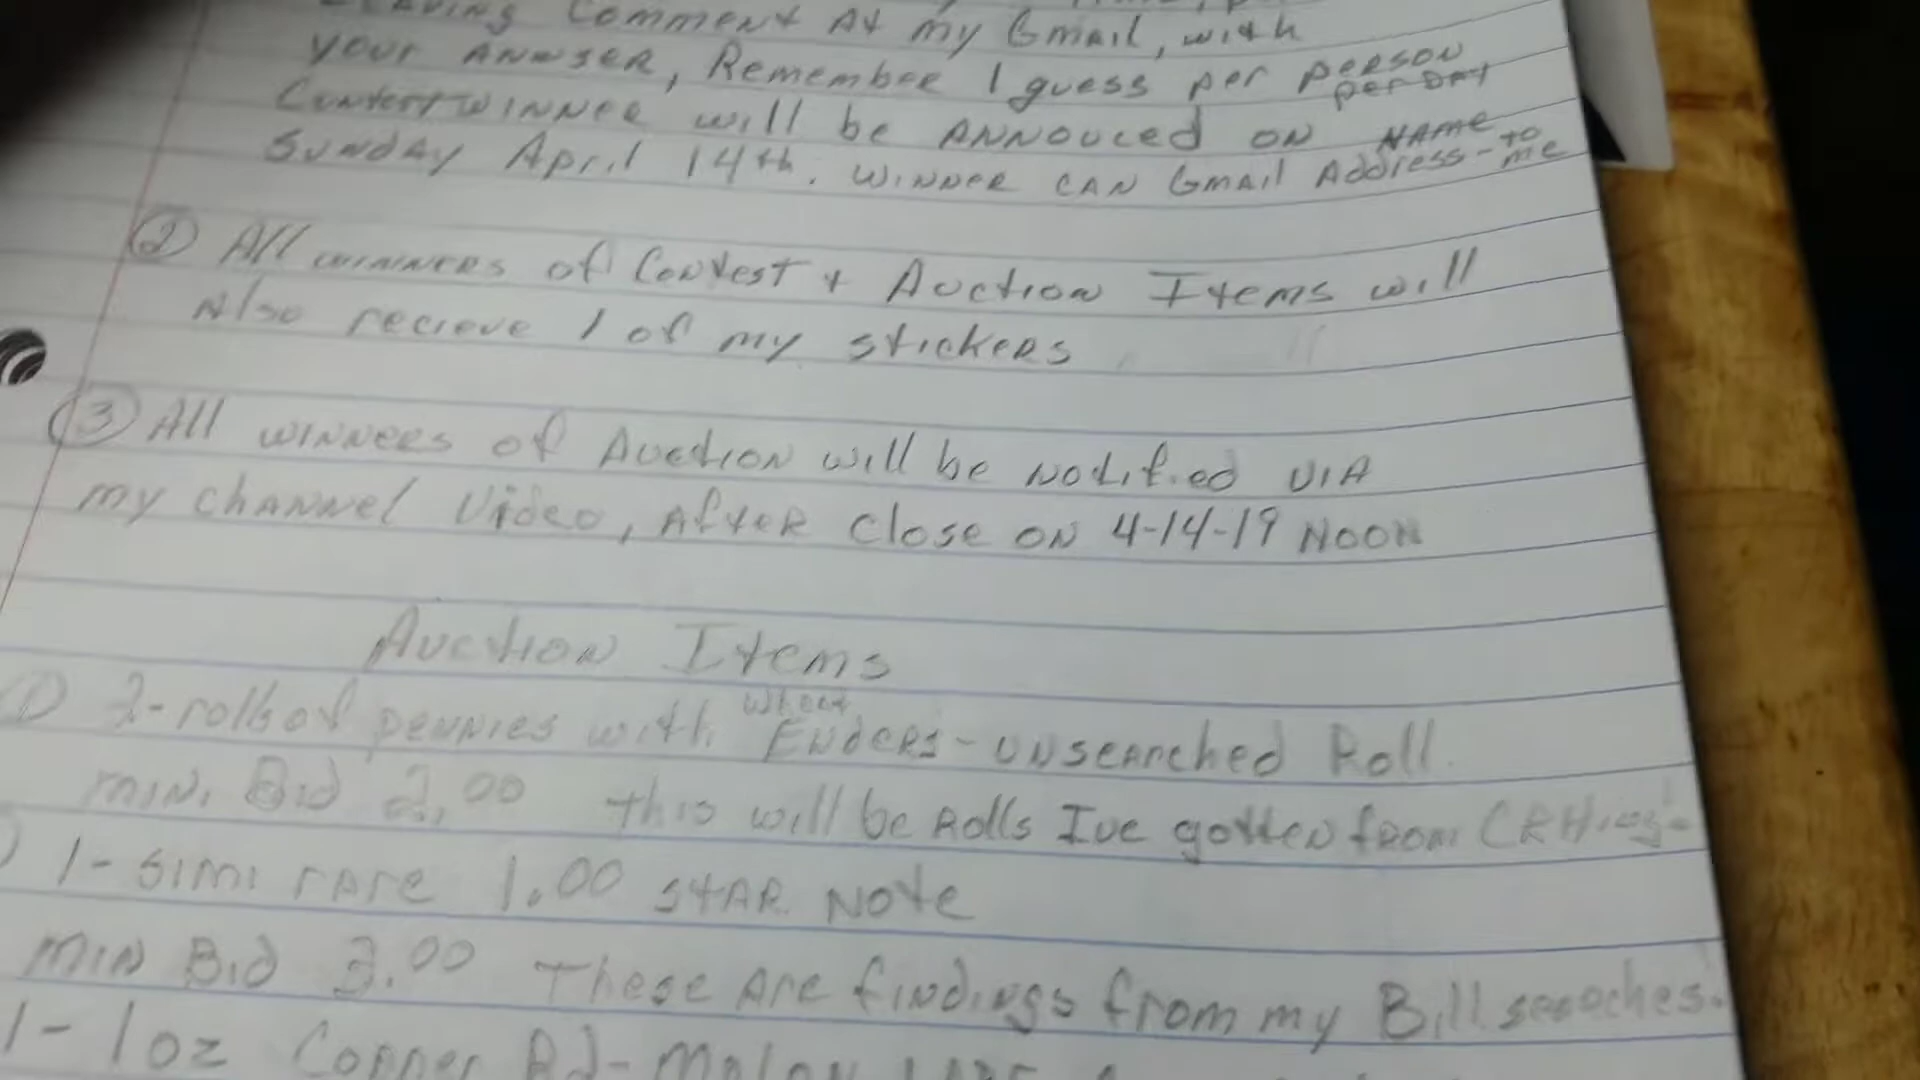 Leaving Comment At my Gmail, with
your ANWSER, Remember 1 guess per person
per DAY
Contest WINNER will be ANNOUCED ON NAME
Sunday April 14th. WINNER CAN Gmail Address - to me
② All winners of Contest + Auction Items will
Also recieve 1 of my stickers
③ All winners of Auction will be Notified VIA
my channel Video, After Close on 4-14-19 NOON
Auction Items
① 2-rolls of pennies with Wheat Enders - unsearched Roll
min. Bid 2.00 this will be Rolls Ive gotten from CRH
1- simi rare 1.00 STAR Note
min Bid 3.00 These Are findings from my Bill
1- 1oz Copper Rd-